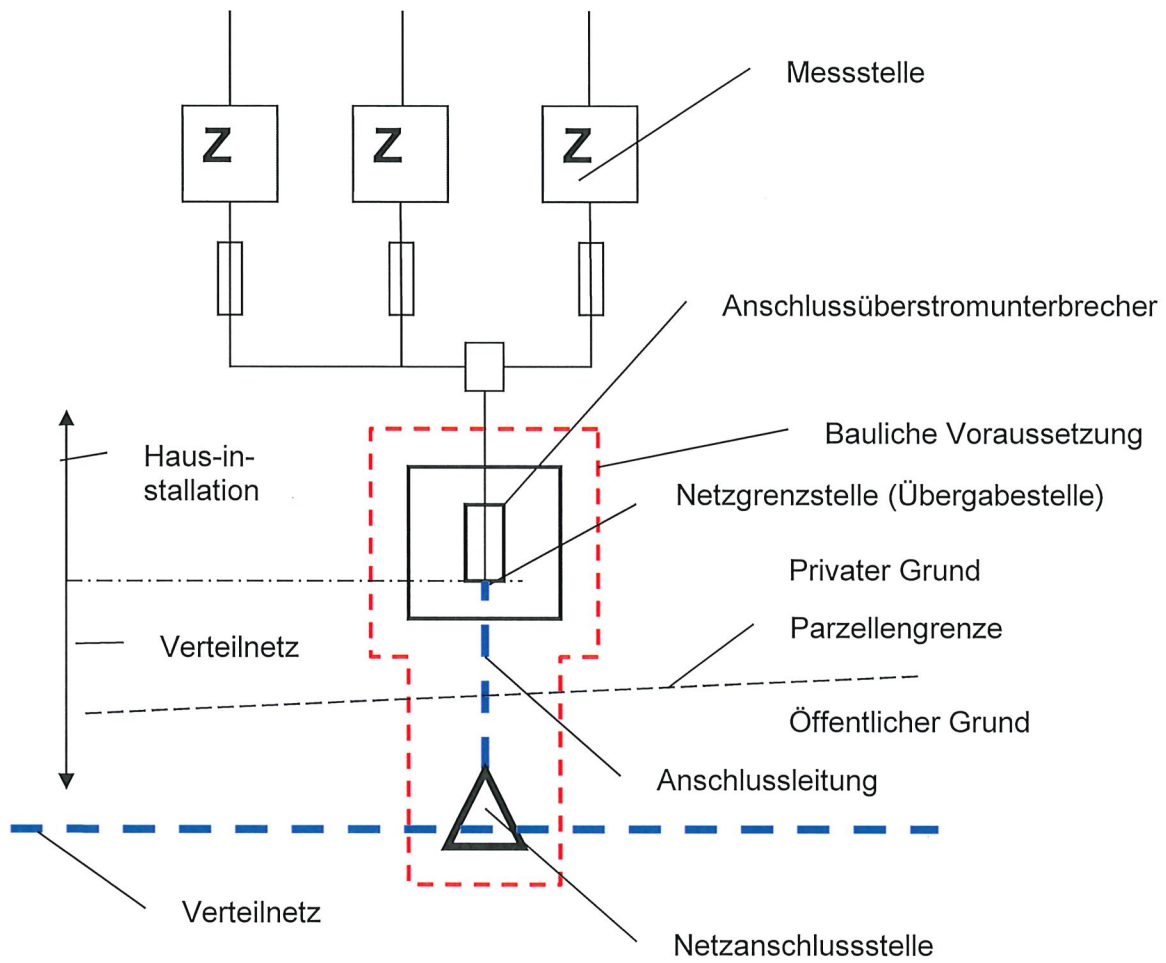 Messstelle
Z
Z
Z
Anschlussüberstromunterbrecher
Bauliche Voraussetzung
Haus-in-
stallation
Netzgrenzstelle (Übergabestelle)
Privater Grund
Parzellengrenze
Verteilnetz
Öffentlicher Grund
Anschlussleitung
Verteilnetz
Netzanschlussstelle